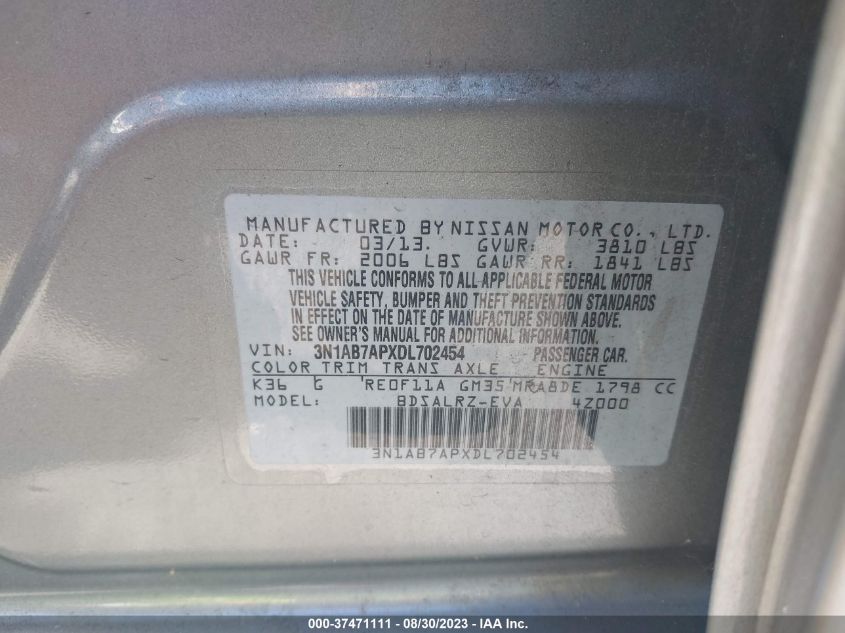 MANUFACTURED BY NISSAN MOTOR CO., LTD.
DATE: 03/13. GVWR: 3810 LBS
GAWR FR: 2006 LBS GAWR RR: 1841 LBS
THIS VEHICLE CONFORMS TO ALL APPLICABLE FEDERAL MOTOR
VEHICLE SAFETY, BUMPER AND THEFT PREVENTION STANDARDS
IN EFFECT ON THE DATE OF MANUFACTURE SHOWN ABOVE.
SEE OWNER'S MANUAL FOR ADDITIONAL INFORMATION.
VIN: 3N1AB7APXDL702454 PASSENGER CAR.
COLOR TRIM TRANS AXLE ENGINE
K36 G RE0F11A GM35 MRA8DE 1798 CC
MODEL: BDSALRZ-EVA 4Z000
3N1AB7APXDL702454
000-37471111 - 08/30/2023 - IAA Inc.